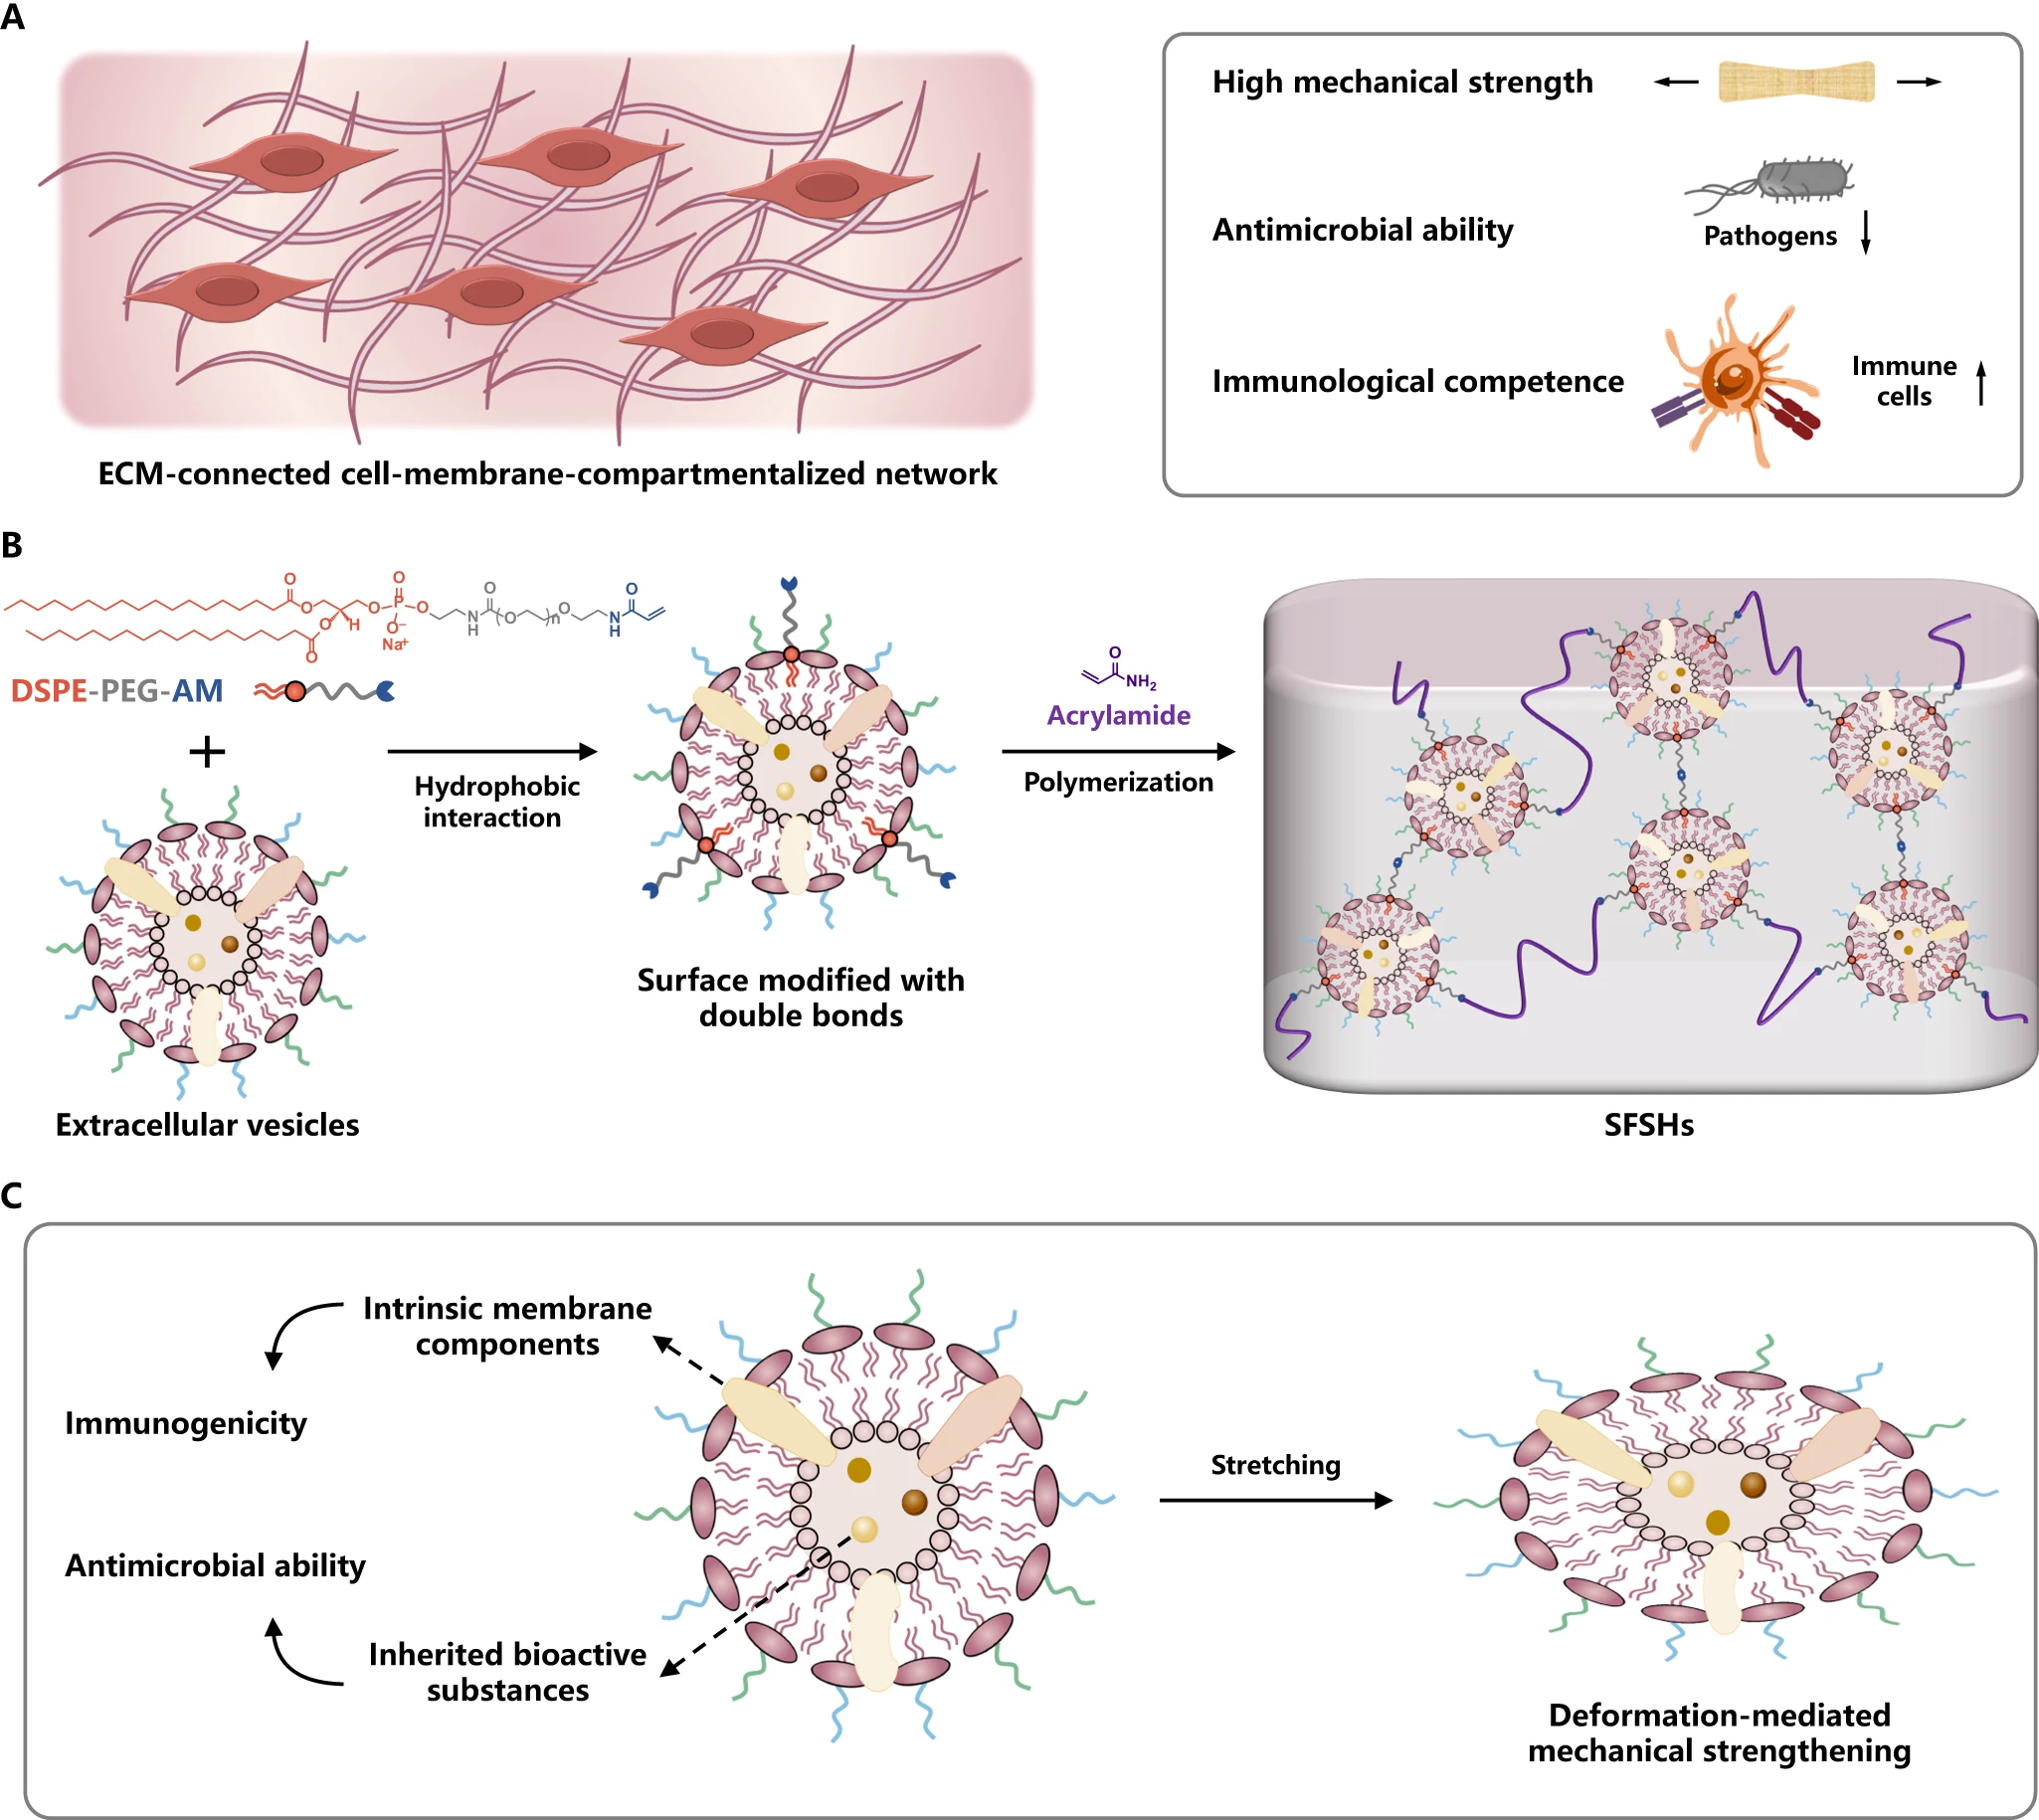 A
High mechanical strength
Antimicrobial ability
Pathogens
Immunological competence
Immune
cells
ECM-connected cell-membrane-compartmentalized network
B
O
O
O
O
P
O
O
H
O
O−
Na+
N
H
O
(
O
)n
O
N
H
O
DSPE-PEG-AM
+
Hydrophobic
interaction
Extracellular vesicles
Surface modified with
double bonds
O
NH2
Acrylamide
Polymerization
SFSHs
C
Intrinsic membrane
components
Immunogenicity
Antimicrobial ability
Inherited bioactive
substances
Stretching
Deformation-mediated
mechanical strengthening